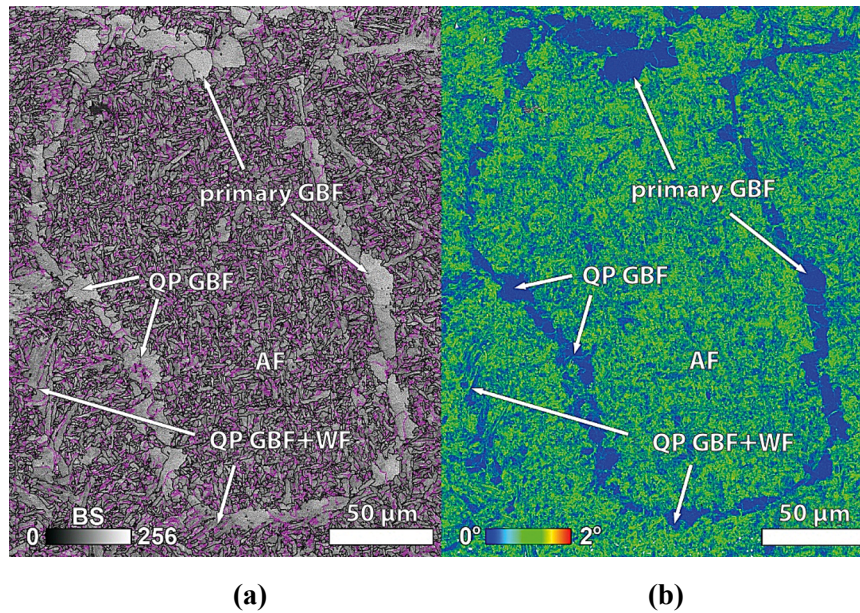 primary GBF
QP GBF
AF
QP GBF+WF
0 BS 256
50 µm
(a)
primary GBF
QP GBF
AF
QP GBF+WF
0° 2°
50 µm
(b)